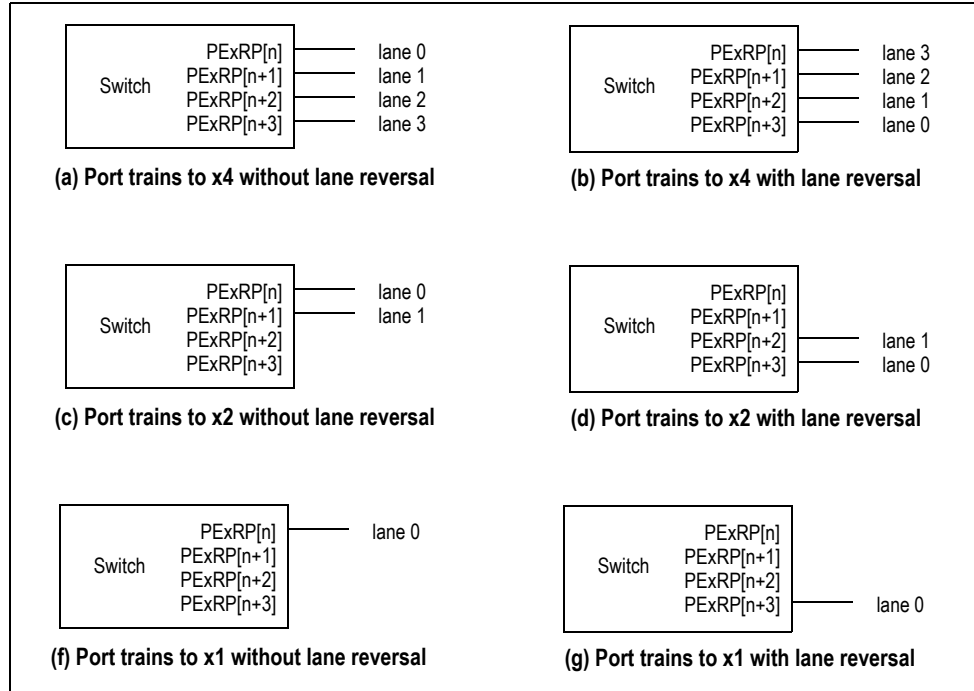 PExRP[n] lane 0
Switch PExRP[n+1] lane 1
PExRP[n+2] lane 2
PExRP[n+3] lane 3
(a) Port trains to x4 without lane reversal
PExRP[n] lane 3
Switch PExRP[n+1] lane 2
PExRP[n+2] lane 1
PExRP[n+3] lane 0
(b) Port trains to x4 with lane reversal
PExRP[n] lane 0
Switch PExRP[n+1] lane 1
PExRP[n+2]
PExRP[n+3]
(c) Port trains to x2 without lane reversal
PExRP[n]
Switch PExRP[n+1]
PExRP[n+2] lane 1
PExRP[n+3] lane 0
(d) Port trains to x2 with lane reversal
PExRP[n] lane 0
Switch PExRP[n+1]
PExRP[n+2]
PExRP[n+3]
(f) Port trains to x1 without lane reversal
PExRP[n]
Switch PExRP[n+1]
PExRP[n+2]
PExRP[n+3] lane 0
(g) Port trains to x1 with lane reversal